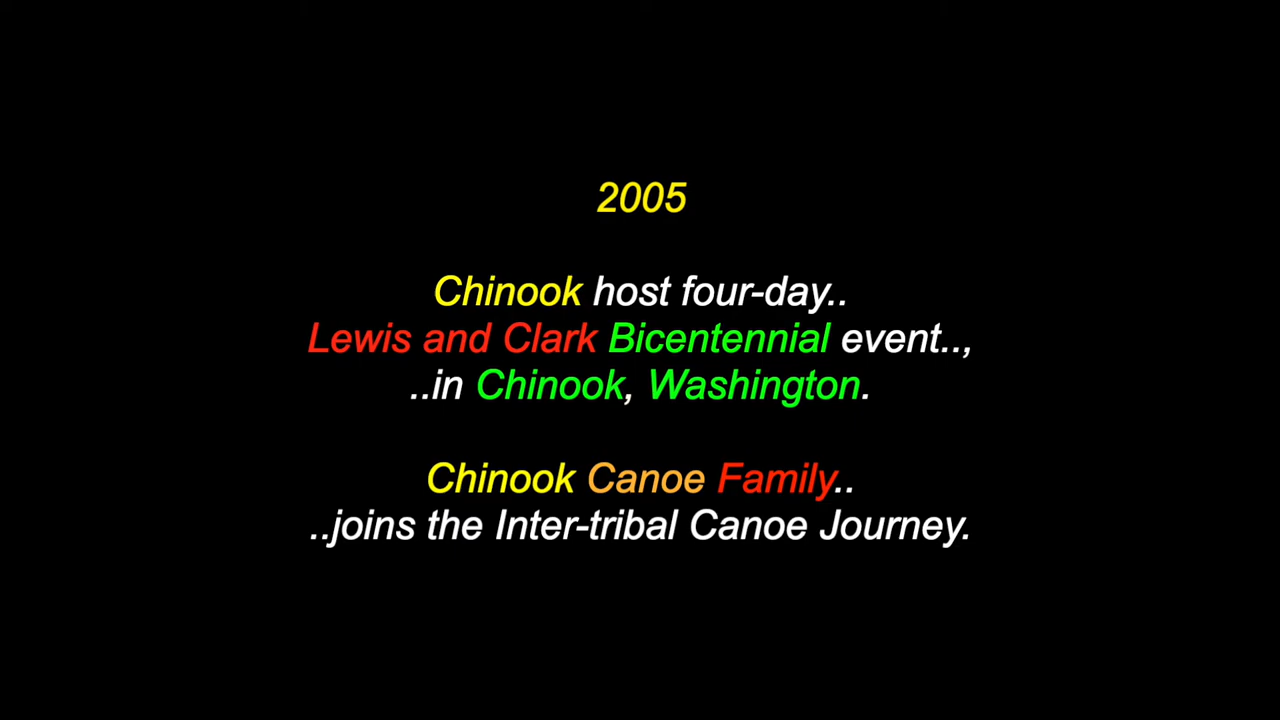 2005
Chinook host four-day..
Lewis and Clark Bicentennial event..,
..in Chinook, Washington.
Chinook Canoe Family..
..joins the Inter-tribal Canoe Journey.